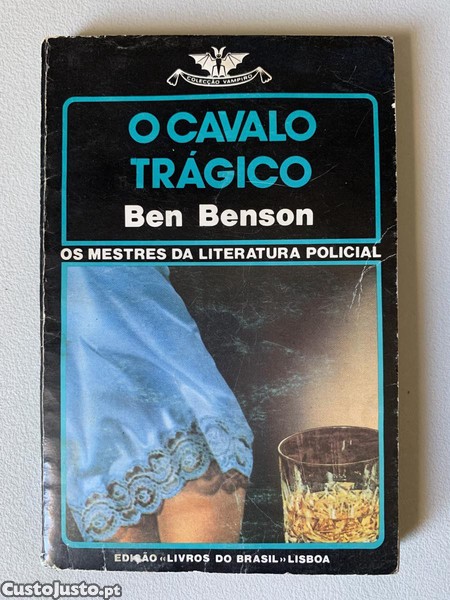 COLECÇÃO VAMPIRO
O CAVALO
TRÁGICO
Ben Benson
OS MESTRES DA LITERATURA POLICIAL
EDIÇÃO «LIVROS DO BRASIL» LISBOA
CustoJusto.pt